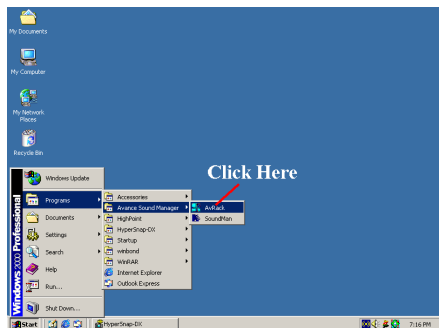 My Documents
My Computer
My Network
Places
Recycle Bin
Click Here
Windows 2000 Professional
Windows Update
Programs
Documents
Settings
Search
Help
Run...
Shut Down...
Accessories
Avance Sound Manager
HighPoint
HyperSnap-DX
Startup
winbond
WinRAR
Internet Explorer
Outlook Express
AvRack
SoundMan
Start
HyperSnap-DX
7:16 PM